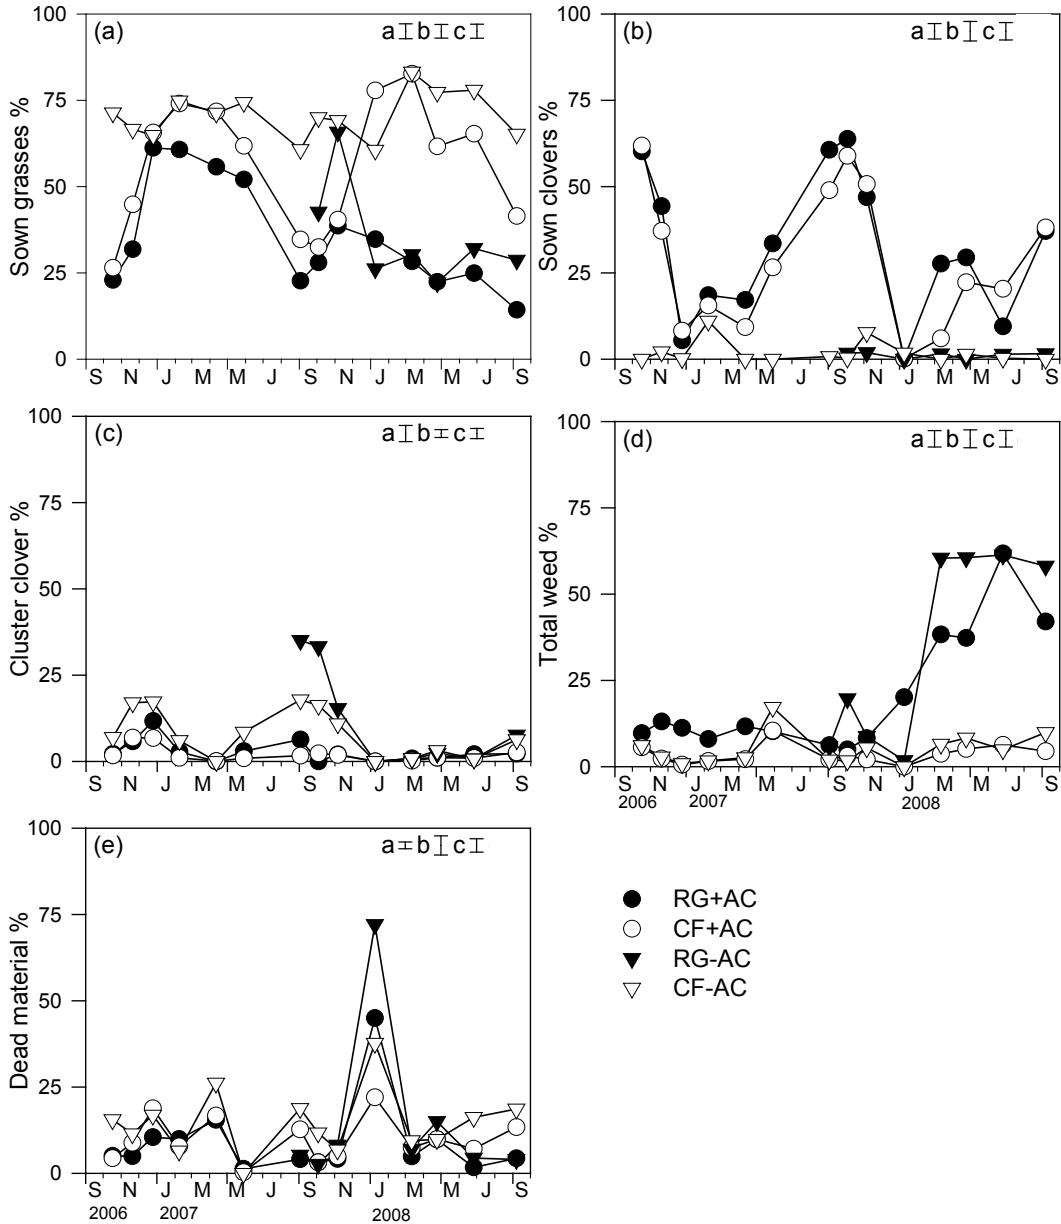 100
75
50
25
0
Sown grasses %
(a)
a b c
S N J M M J S N J M M J S
100
75
50
25
0
Sown clovers %
(b)
a b c
S N J M M J S N J M M J S
100
75
50
25
0
Cluster clover %
(c)
a b c
S N J M M J S N J M M J S
100
75
50
25
0
Total weed %
(d)
a b c
S N J M M J S N J M M J S
2006 2007 2008
100
75
50
25
0
Dead material %
(e)
a b c
S N J M M J S N J M M J S
2006 2007 2008
RG+AC
CF+AC
RG-AC
CF-AC